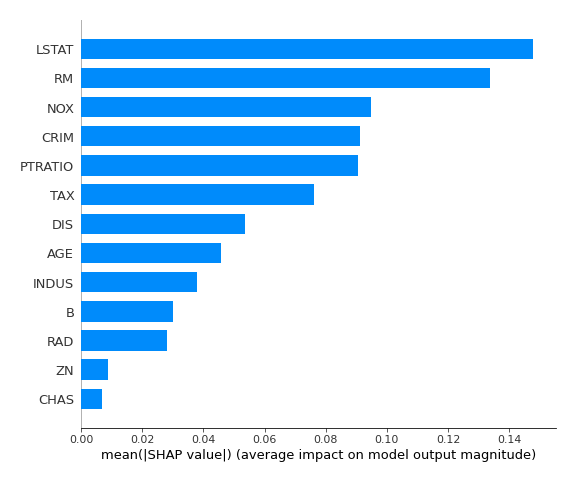 LSTAT
RM
NOX
CRIM
PTRATIO
TAX
DIS
AGE
INDUS
B
RAD
ZN
CHAS
0.00 0.02 0.04 0.06 0.08 0.10 0.12 0.14
mean(|SHAP value|) (average impact on model output magnitude)